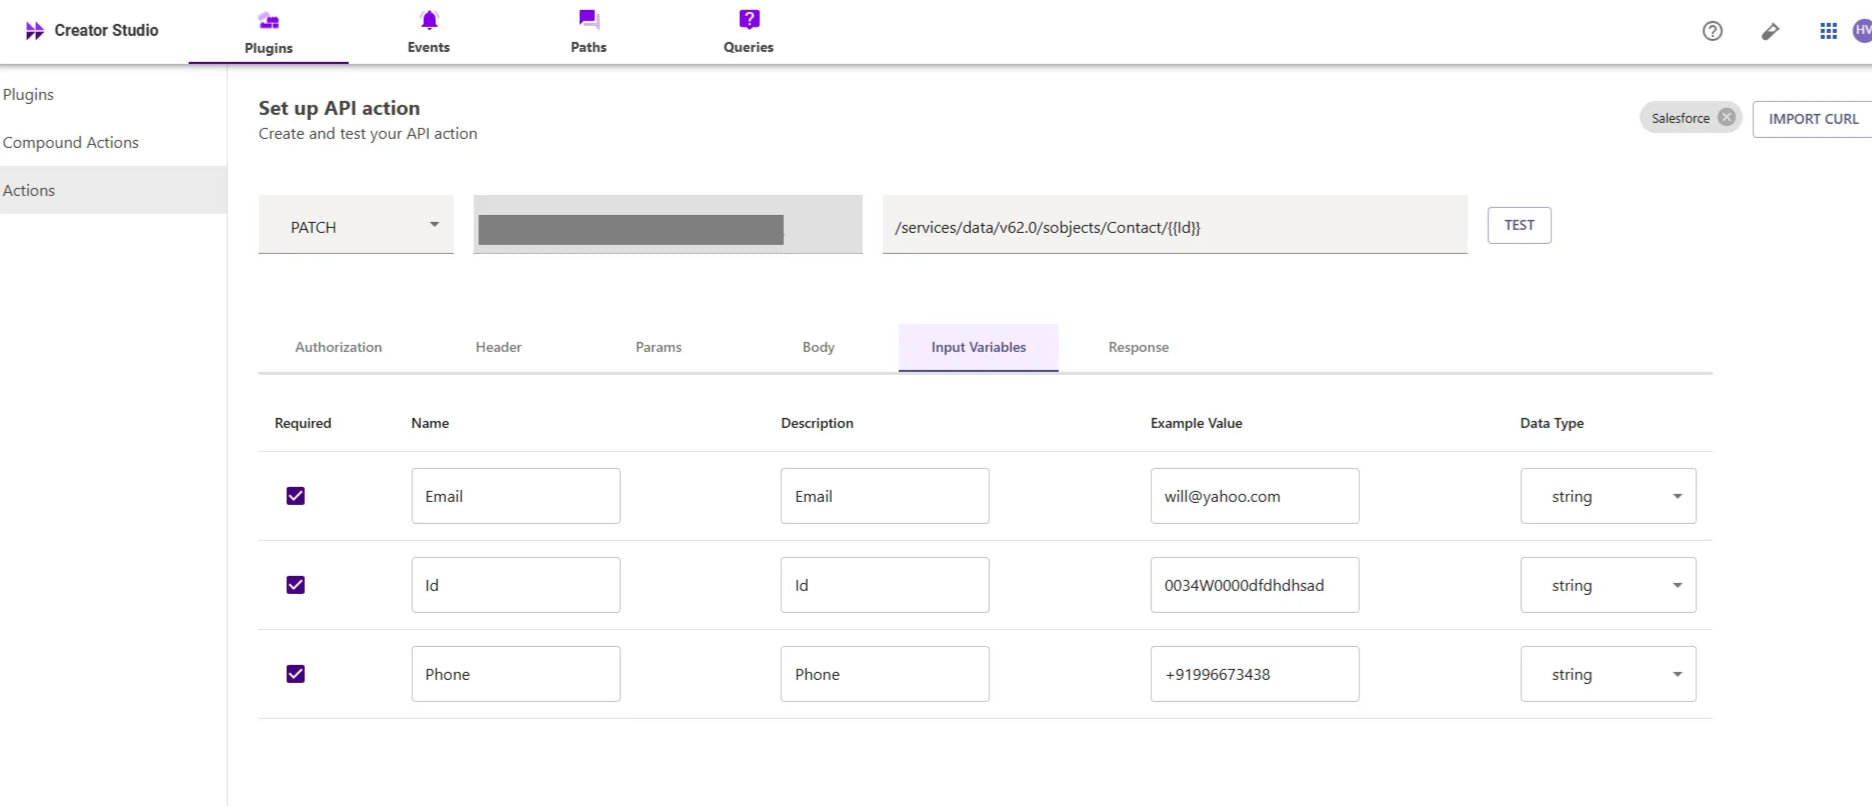 Creator Studio
Plugins
Events
Paths
Queries
HV
Plugins
Compound Actions
Actions
Set up API action
Create and test your API action
Salesforce
IMPORT CURL
PATCH
/services/data/v62.0/sobjects/Contact/{{Id}}
TEST
Authorization Header Params Body Input Variables Response
Required Name Description Example Value Data Type
Email Email will@yahoo.com string
Id Id 0034W0000dfdhdhsad string
Phone Phone +91996673438 string